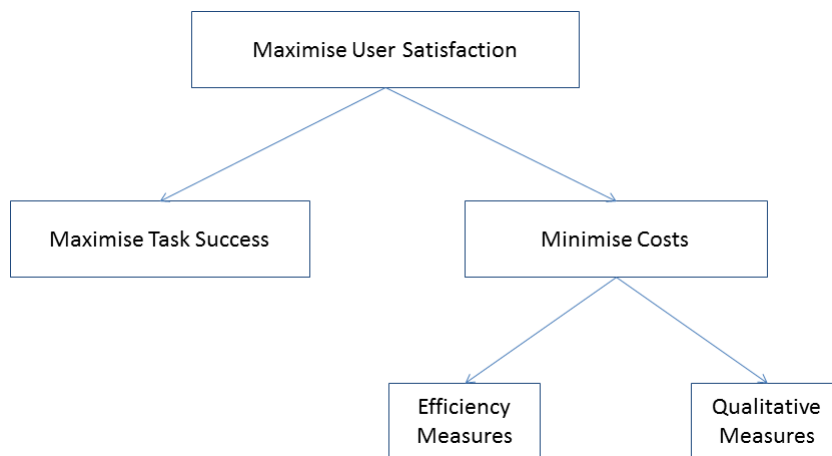 Maximise User Satisfaction
Maximise Task Success
Minimise Costs
Efficiency
Measures
Qualitative
Measures